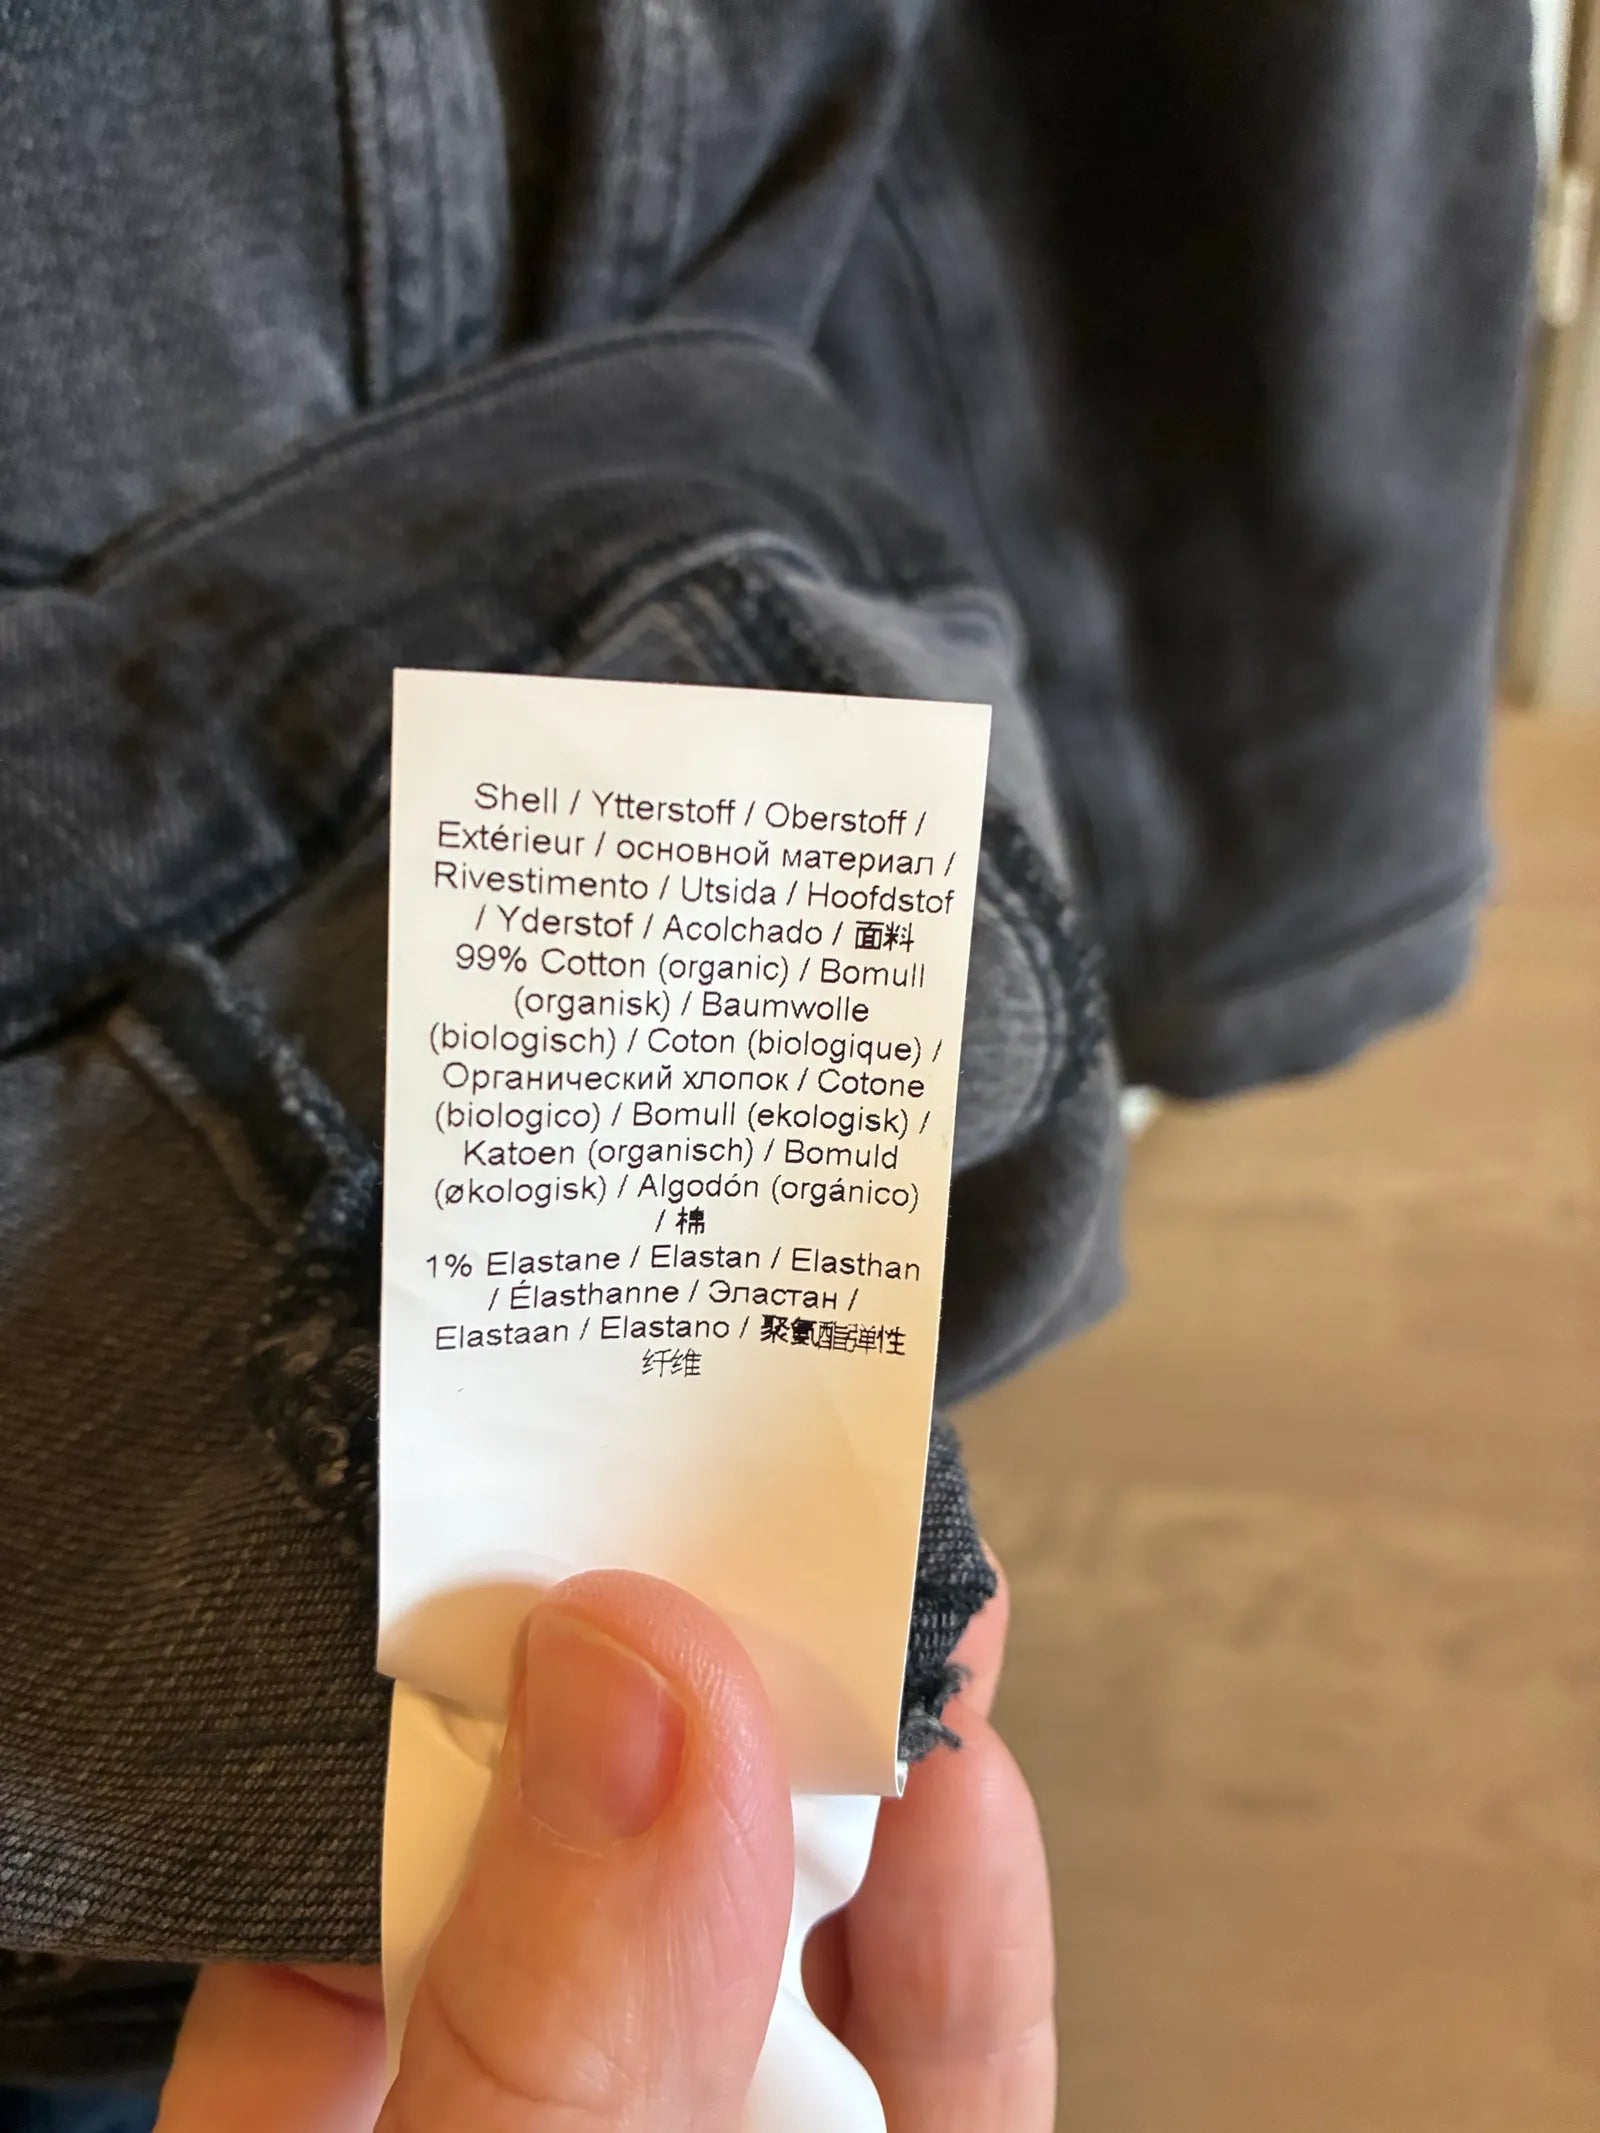 Shell / Ytterstoff / Oberstoff /
Extérieur / основной материал /
Rivestimento / Utsida / Hoofdstof
/ Yderstof / Acolchado / 面料
99% Cotton (organic) / Bomull
(organisk) / Baumwolle
(biologisch) / Coton (biologique) /
Органический хлопок / Cotone
(biologico) / Bomull (ekologisk) /
Katoen (organisch) / Bomuld
(økologisk) / Algodón (orgánico)
/ 棉
1% Elastane / Elastan / Elasthan
/ Élasthanne / Эластан /
Elastaan / Elastano / 聚氨酯弹性
纤维